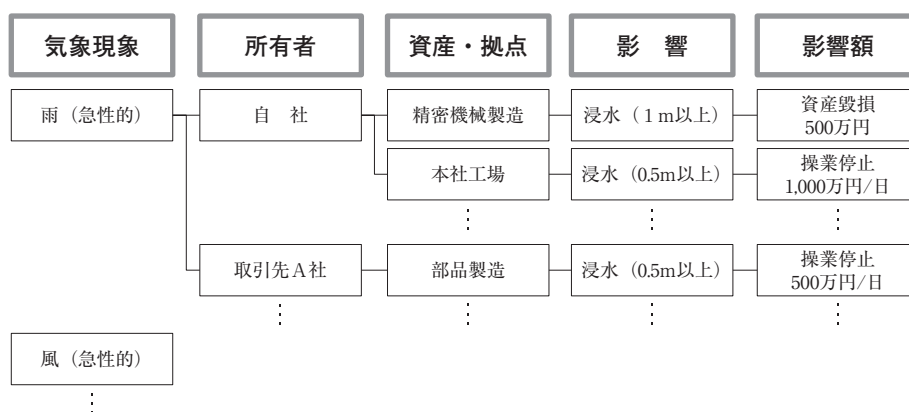 気象現象
所有者
資産・拠点
影　響
影響額
雨（急性的）
自　社
精密機械製造
浸水（１ｍ以上）
資産毀損
500万円
本社工場
浸水（0.5m以上）
操業停止
1,000万円/日
取引先Ａ社
部品製造
浸水（0.5m以上）
操業停止
500万円/日
風（急性的）